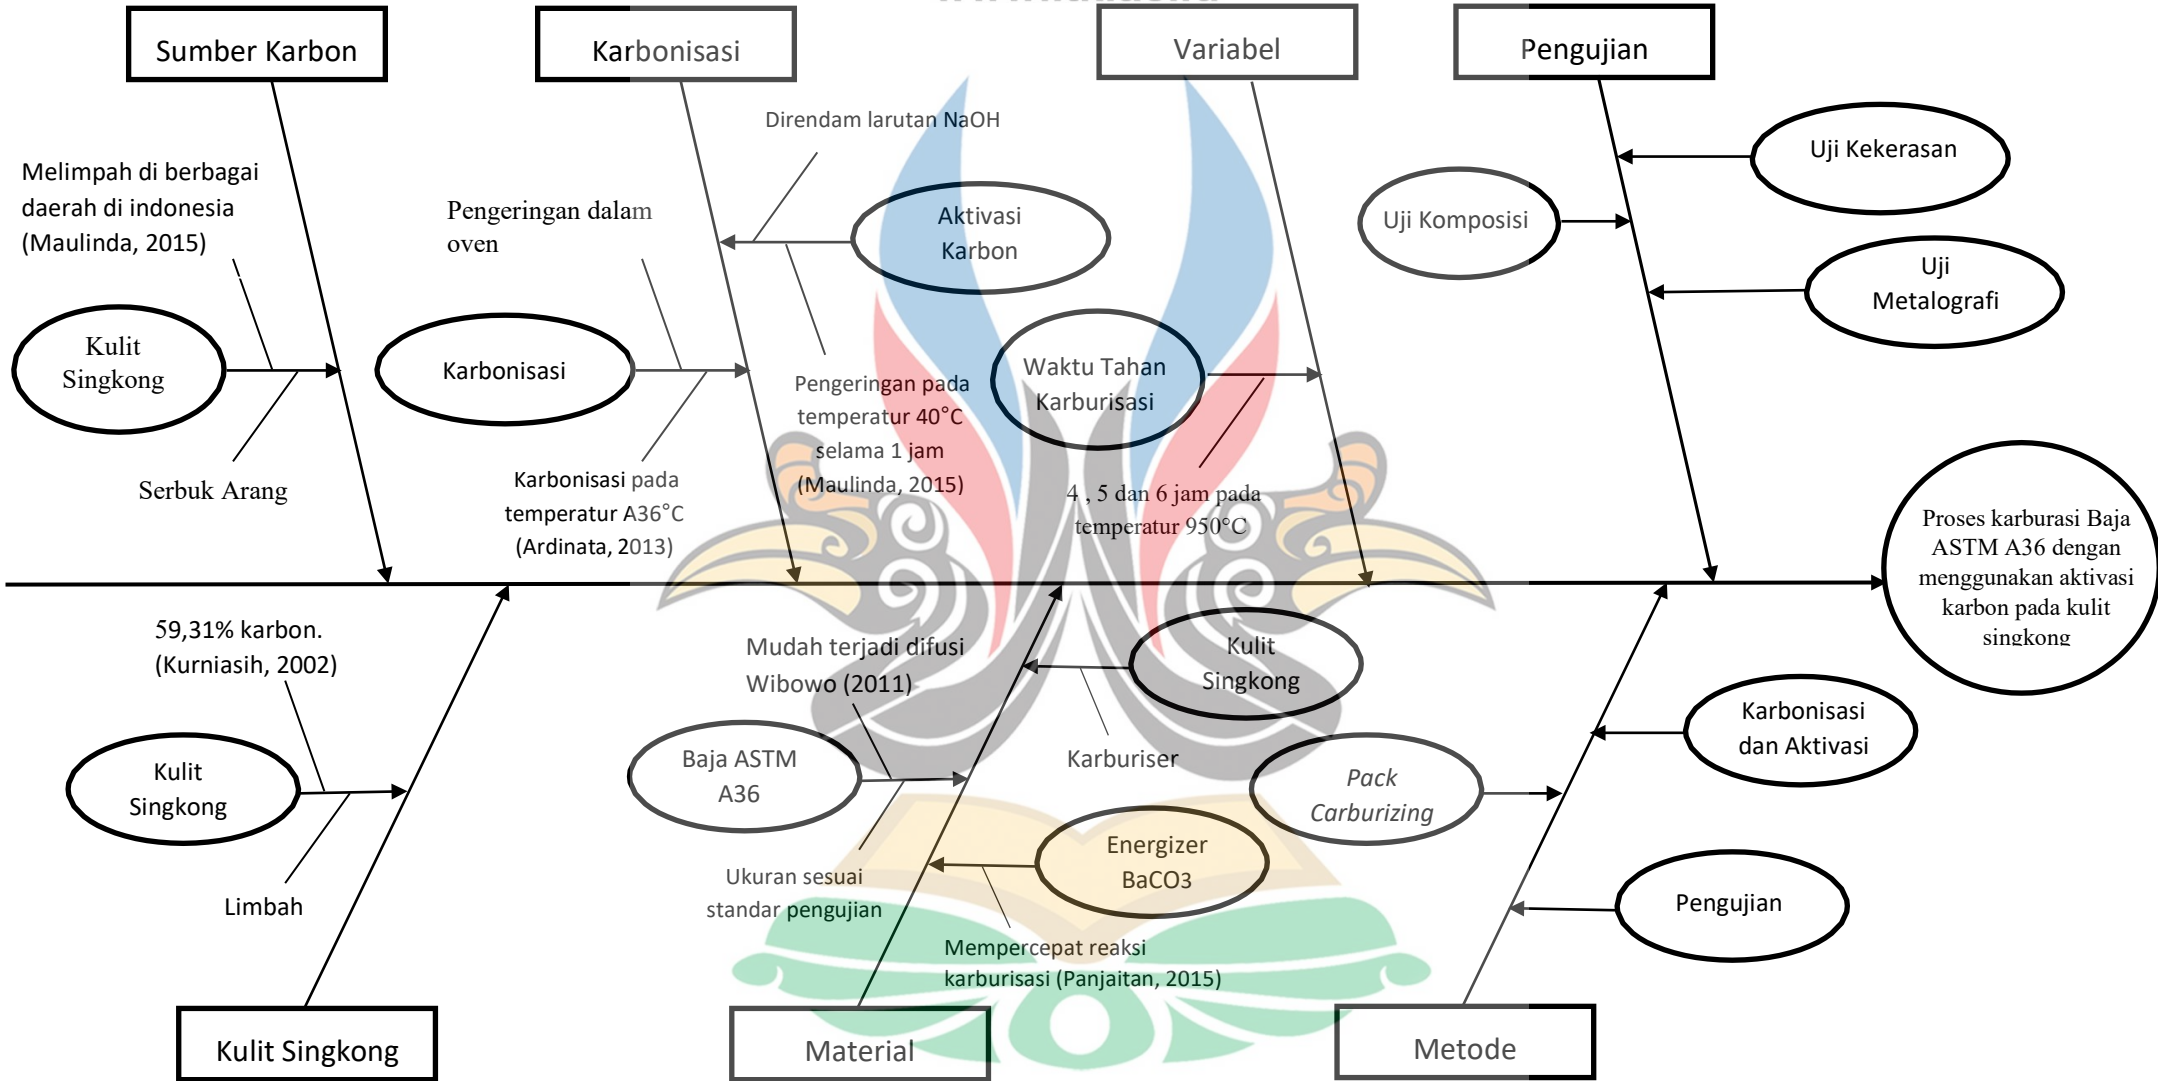 Sumber Karbon
Karbonisasi
Variabel
Pengujian
Direndam larutan NaOH
Melimpah di berbagai
daerah di indonesia
(Maulinda, 2015)
Pengeringan dalam
oven
Aktivasi
Karbon
Uji Kekerasan
Uji Komposisi
Uji
Metalografi
Kulit
Singkong
Karbonisasi
Waktu Tahan
Karburisasi
Pengeringan pada
temperatur 40°C
selama 1 jam
(Maulinda, 2015)
Serbuk Arang
Karbonisasi pada
temperatur A36°C
(Ardinata, 2013)
4 , 5 dan 6 jam pada
temperatur 950°C
Proses karburasi Baja
ASTM A36 dengan
menggunakan aktivasi
karbon pada kulit
singkong
59,31% karbon.
(Kurniasih, 2002)
Mudah terjadi difusi
Wibowo (2011)
Kulit
Singkong
Karbonisasi
dan Aktivasi
Kulit
Singkong
Baja ASTM
A36
Karburiser
Pack
Carburizing
Energizer
BaCO3
Limbah
Ukuran sesuai
standar pengujian
Pengujian
Mempercepat reaksi
karburisasi (Panjaitan, 2015)
Kulit Singkong
Material
Metode